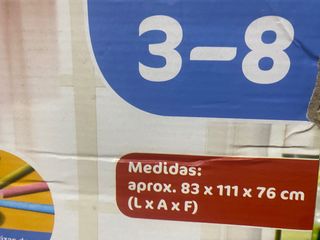 3-8
Medidas:
aprox. 83 x 111 x 76 cm
(L x A x F)